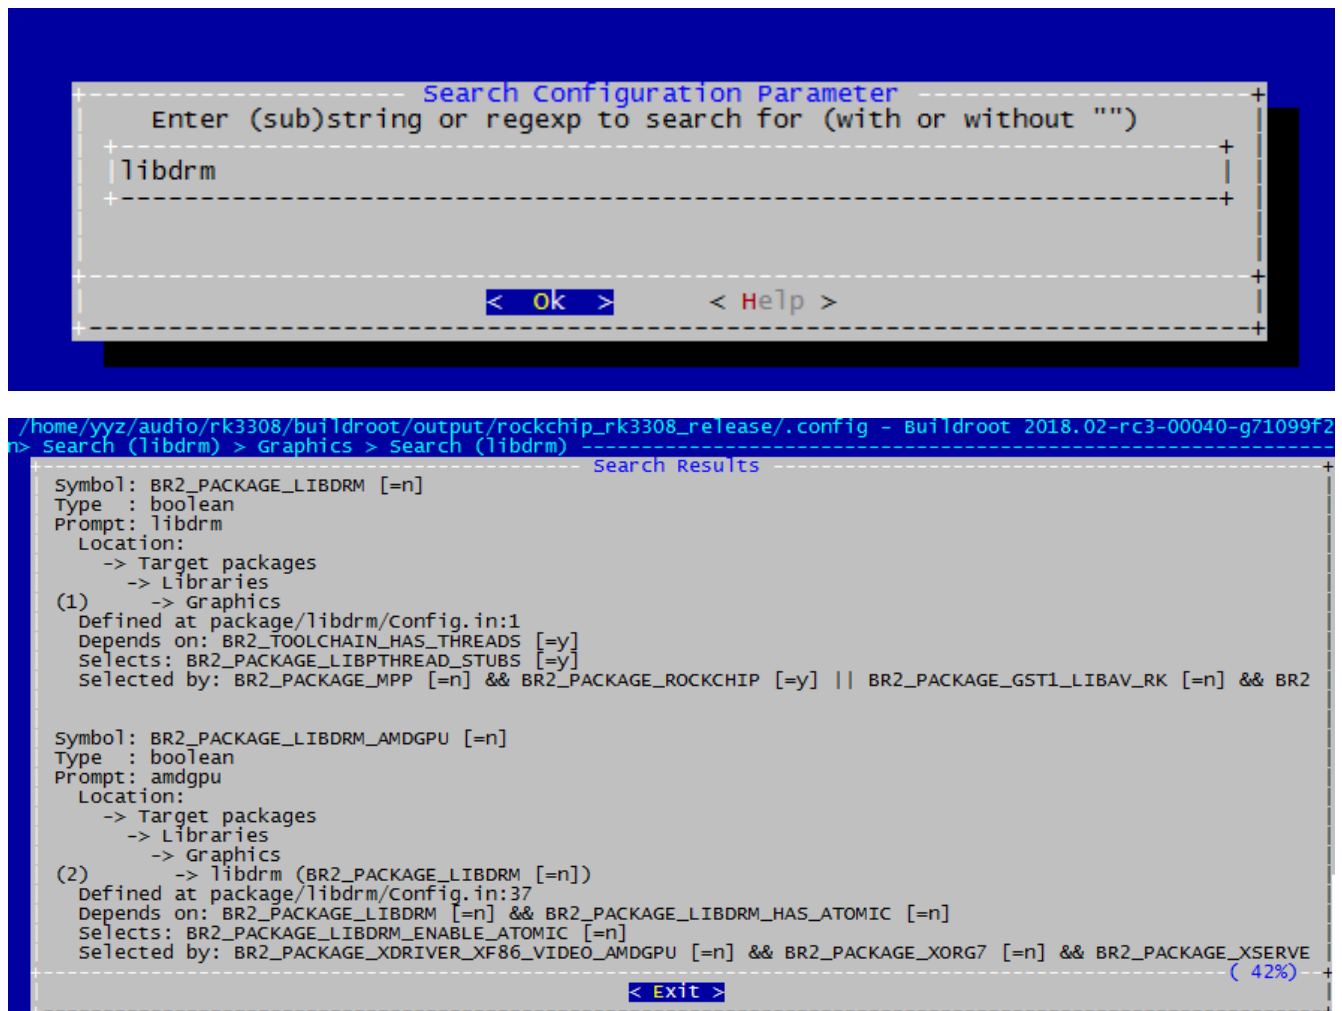 Search Configuration Parameter
Enter (sub)string or regexp to search for (with or without "")
libdrm
< Ok > < Help >
/home/yyz/audio/rk3308/buildroot/output/rockchip_rk3308_release/.config - Buildroot 2018.02-rc3-00040-g71099f2
n> Search (libdrm) > Graphics > Search (libdrm)
Search Results
Symbol: BR2_PACKAGE_LIBDRM [=n]
Type  : boolean
Prompt: libdrm
Location:
-> Target packages
-> Libraries
(1) -> Graphics
Defined at package/libdrm/Config.in:1
Depends on: BR2_TOOLCHAIN_HAS_THREADS [=y]
Selects: BR2_PACKAGE_LIBPTHREAD_STUBS [=y]
Selected by: BR2_PACKAGE_MPP [=n] && BR2_PACKAGE_ROCKCHIP [=y] || BR2_PACKAGE_GST1_LIBAV_RK [=n] && BR2
Symbol: BR2_PACKAGE_LIBDRM_AMDGPU [=n]
Type  : boolean
Prompt: amdgpu
Location:
-> Target packages
-> Libraries
-> Graphics
(2) -> libdrm (BR2_PACKAGE_LIBDRM [=n])
Defined at package/libdrm/Config.in:37
Depends on: BR2_PACKAGE_LIBDRM [=n] && BR2_PACKAGE_LIBDRM_HAS_ATOMIC [=n]
Selects: BR2_PACKAGE_LIBDRM_ENABLE_ATOMIC [=n]
Selected by: BR2_PACKAGE_XDRIVER_XF86_VIDEO_AMDGPU [=n] && BR2_PACKAGE_XORG7 [=n] && BR2_PACKAGE_XSERVE
( 42%)
< Exit >